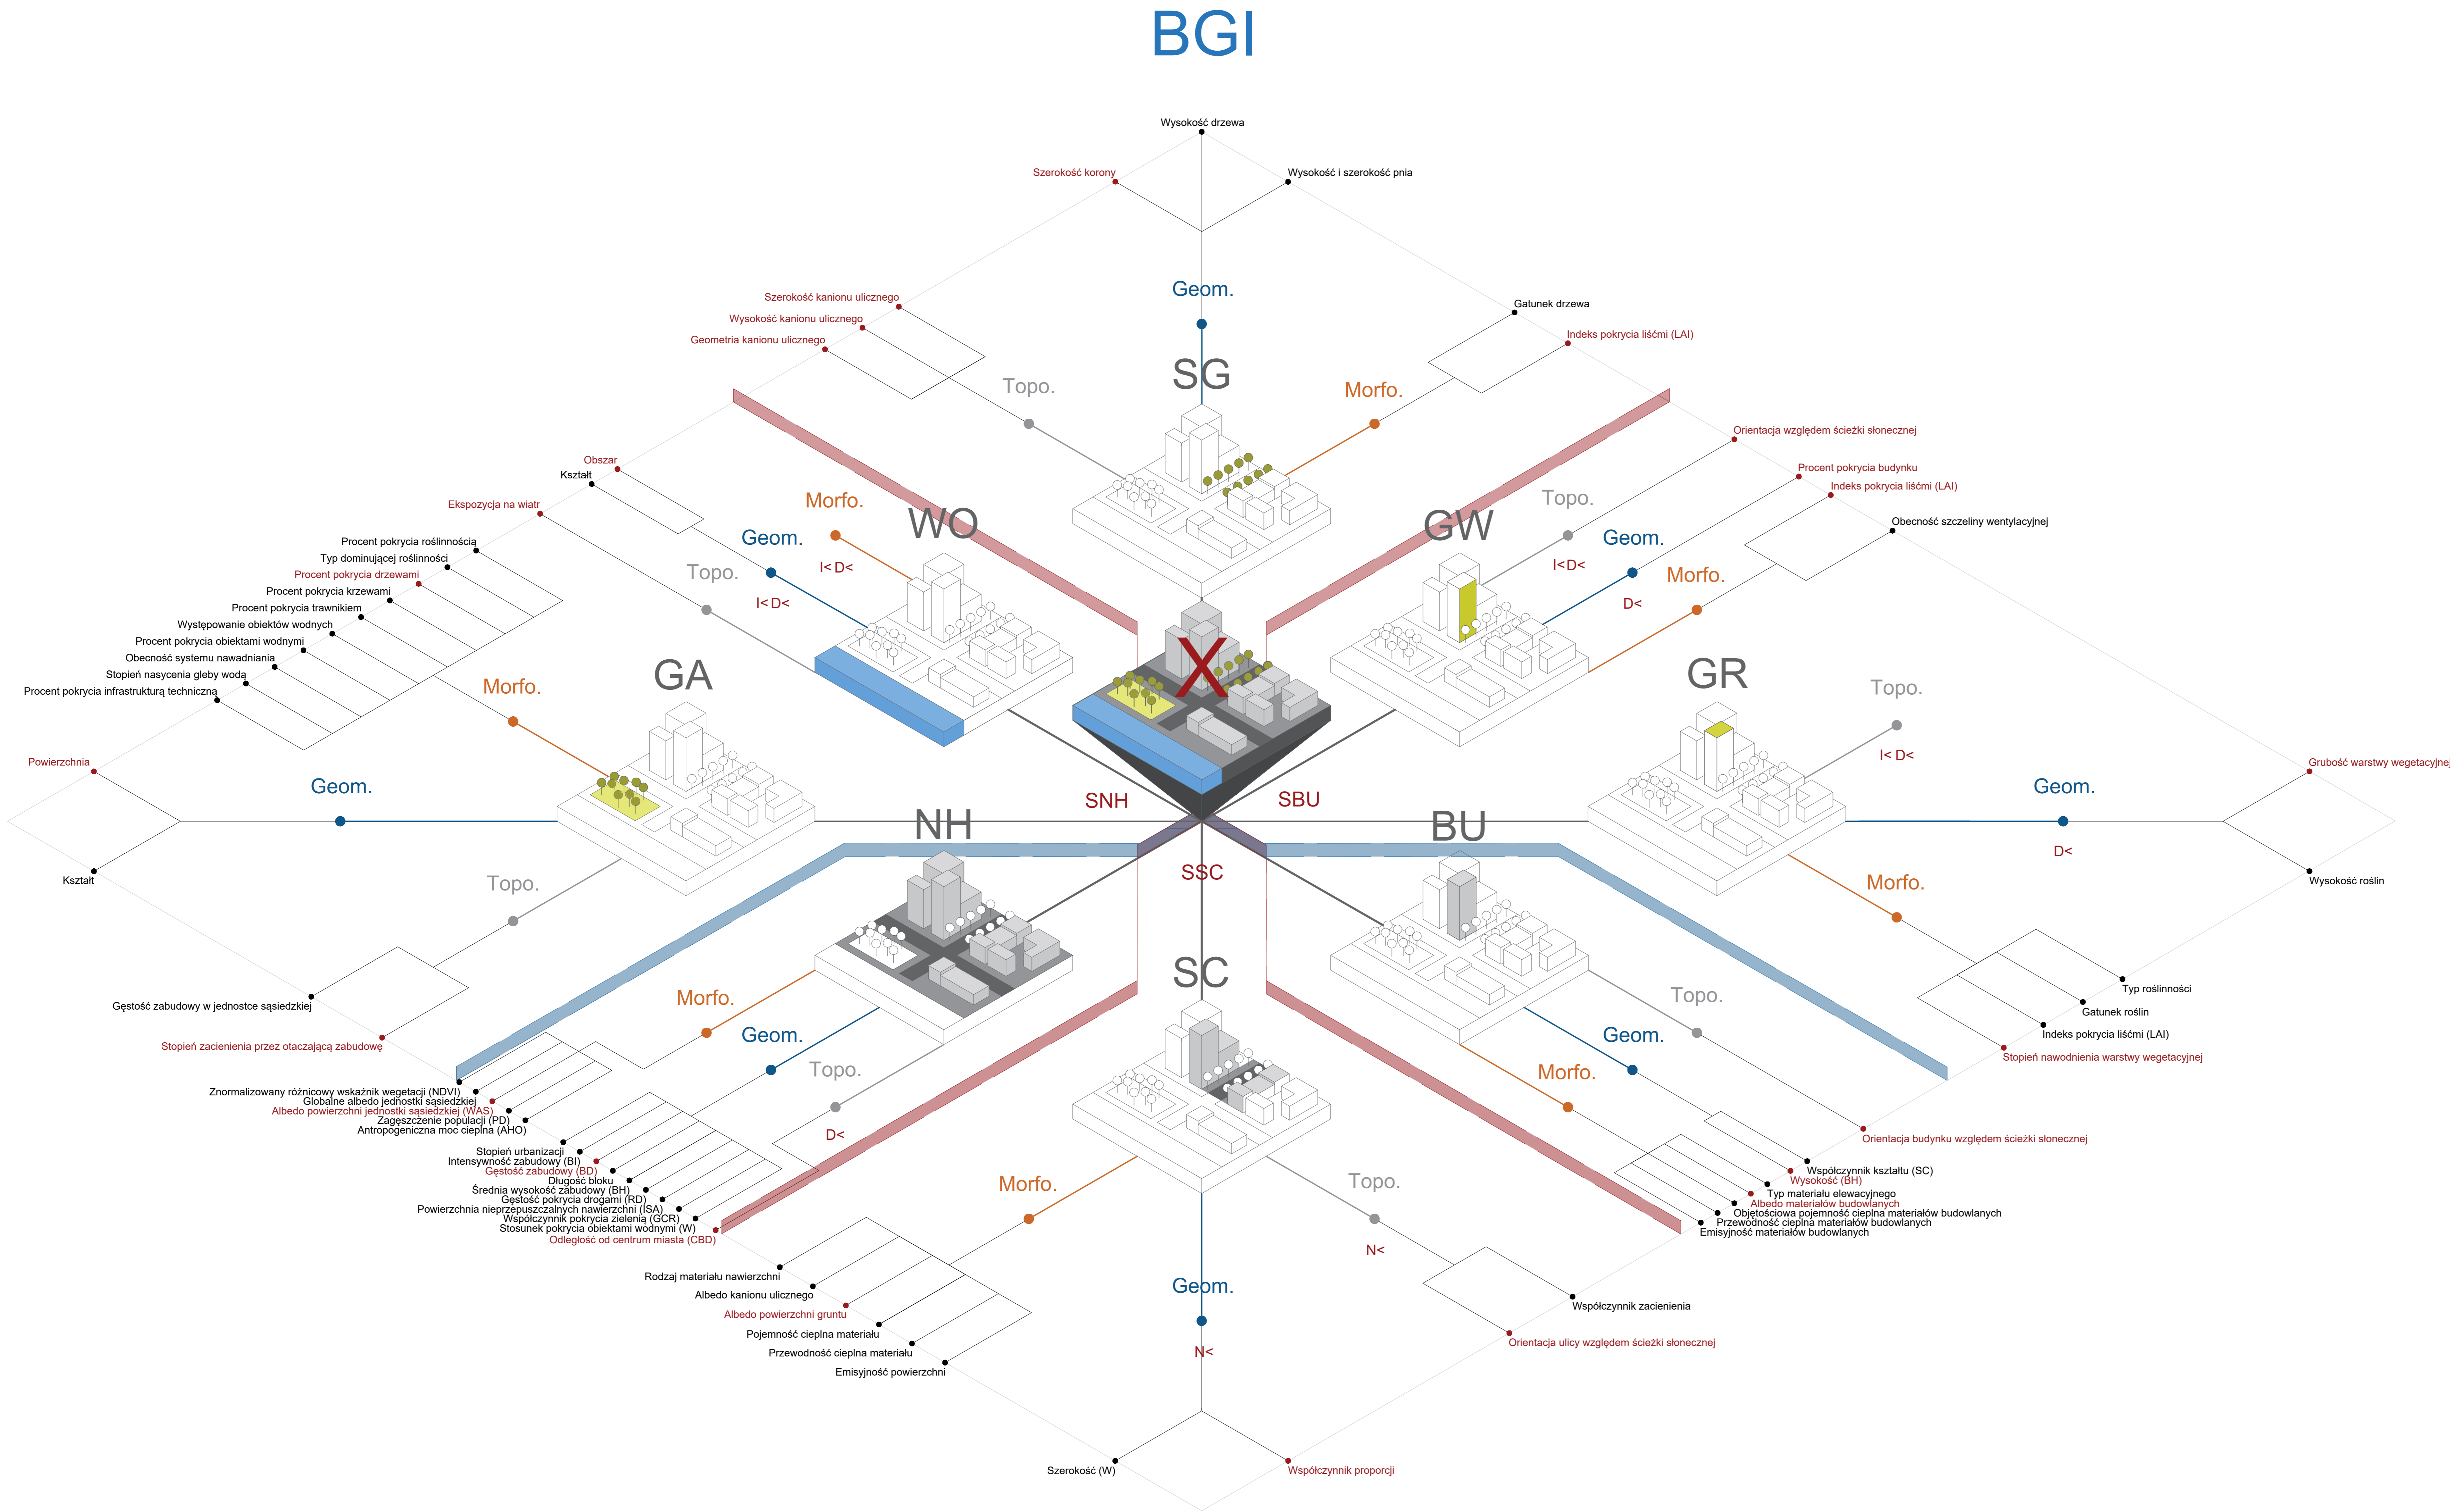 BGI
Wysokość drzewa
Szerokość korony
Wysokość i szerokość pnia
Geom.
Szerokość kanionu ulicznego
Gatunek drzewa
Wysokość kanionu ulicznego
Indeks pokrycia liśćmi (LAI)
Geometria kanionu ulicznego
SG
Topo.
Morfo.
Orientacja względem ścieżki słonecznej
Obszar
Procent pokrycia budynku
Kształt
Indeks pokrycia liśćmi (LAI)
Ekspozycja na wiatr
Morfo.
Topo.
WO
GW
Obecność szczeliny wentylacyjnej
Geom.
Geom.
Procent pokrycia roślinnością
Typ dominującej roślinności
I< D<
I< D<
Topo.
Morfo.
Procent pokrycia drzewami
Procent pokrycia krzewami
I< D<
D<
Procent pokrycia trawnikiem
Występowanie obiektów wodnych
Procent pokrycia obiektami wodnymi
Obecność systemu nawadniania
X
Stopień nasycenia gleby wodą
GA
GR
Procent pokrycia infrastrukturą techniczną
Morfo.
Topo.
I< D<
Powierzchnia
Grubość warstwy wegetacyjnej
Geom.
Geom.
SNH
SBU
NH
BU
D<
Kształt
SSC
Wysokość roślin
Topo.
Morfo.
SC
Typ roślinności
Morfo.
Topo.
Gęstość zabudowy w jednostce sąsiedzkiej
Gatunek roślin
Geom.
Geom.
Indeks pokrycia liśćmi (LAI)
Stopień zacienienia przez otaczającą zabudowę
Stopień nawodnienia warstwy wegetacyjnej
Topo.
Morfo.
Znormalizowany różnicowy wskaźnik wegetacji (NDVI)
Globalne albedo jednostki sąsiedzkiej
Albedo powierzchni jednostki sąsiedzkiej (WAS)
Zagęszczenie populacji (PD)
Antropogeniczna moc cieplna (AHO)
D<
Orientacja budynku względem ścieżki słonecznej
Stopień urbanizacji
Intensywność zabudowy (BI)
Gęstość zabudowy (BD)
Długość bloku
Średnia wysokość zabudowy (BH)
Gęstość pokrycia drogami (RD)
Powierzchnia nieprzepuszczalnych nawierzchni (ISA)
Współczynnik pokrycia zielenią (GCR)
Stosunek pokrycia obiektami wodnymi (W)
Odległość od centrum miasta (CBD)
Współczynnik kształtu (SC)
Wysokość (BH)
Typ materiału elewacyjnego
Albedo materiałów budowlanych
Objętościowa pojemność cieplna materiałów budowlanych
Przewodność cieplna materiałów budowlanych
Emisyjność materiałów budowlanych
Morfo.
Topo.
N<
Rodzaj materiału nawierzchni
Albedo kanionu ulicznego
Geom.
Albedo powierzchni gruntu
Współczynnik zacienienia
Pojemność cieplna materiału
Orientacja ulicy względem ścieżki słonecznej
Przewodność cieplna materiału
N<
Emisyjność powierzchni
Szerokość (W)
Współczynnik proporcji